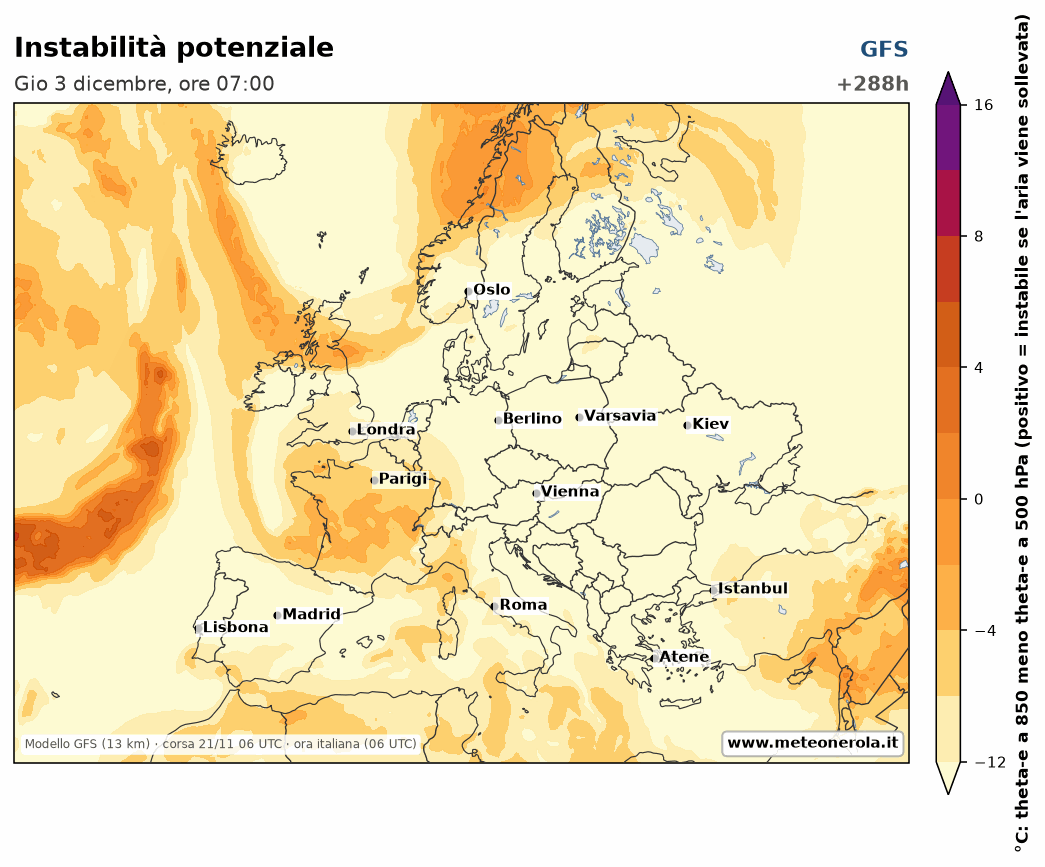 Instabilità potenziale
GFS
Gio 3 dicembre, ore 07:00
+288h
Oslo
Londra
Berlino
Varsavia
Kiev
Parigi
Vienna
Istanbul
Roma
Madrid
Lisbona
Atene
Modello GFS (13 km) · corsa 21/11 06 UTC · ora italiana (06 UTC)
www.meteonerola.it
16
8
4
0
−4
−12
°C: theta-e a 850 meno theta-e a 500 hPa (positivo = instabile se l'aria viene sollevata)